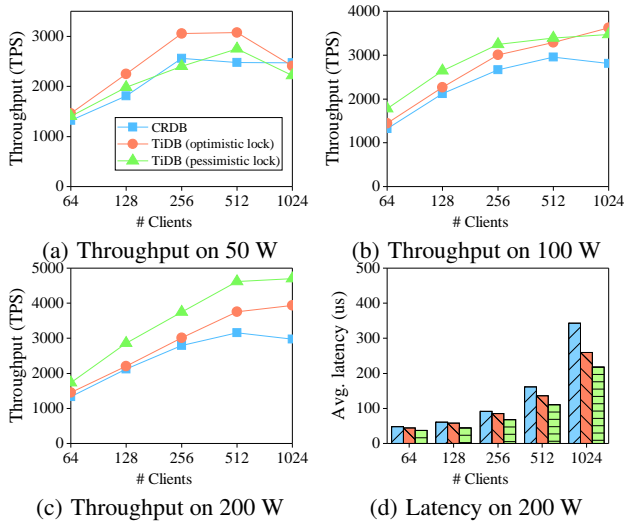 Throughput (TPS)
3000
2000
1000
0
CRDB
TiDB (optimistic lock)
TiDB (pessimistic lock)
64 128 256 512 1024
# Clients
(a) Throughput on 50 W
Throughput (TPS)
4000
3000
2000
1000
0
64 128 256 512 1024
# Clients
(b) Throughput on 100 W
Throughput (TPS)
5000
4000
3000
2000
1000
0
64 128 256 512 1024
# Clients
(c) Throughput on 200 W
Avg. latency (us)
500
400
300
200
100
0
64 128 256 512 1024
# Clients
(d) Latency on 200 W